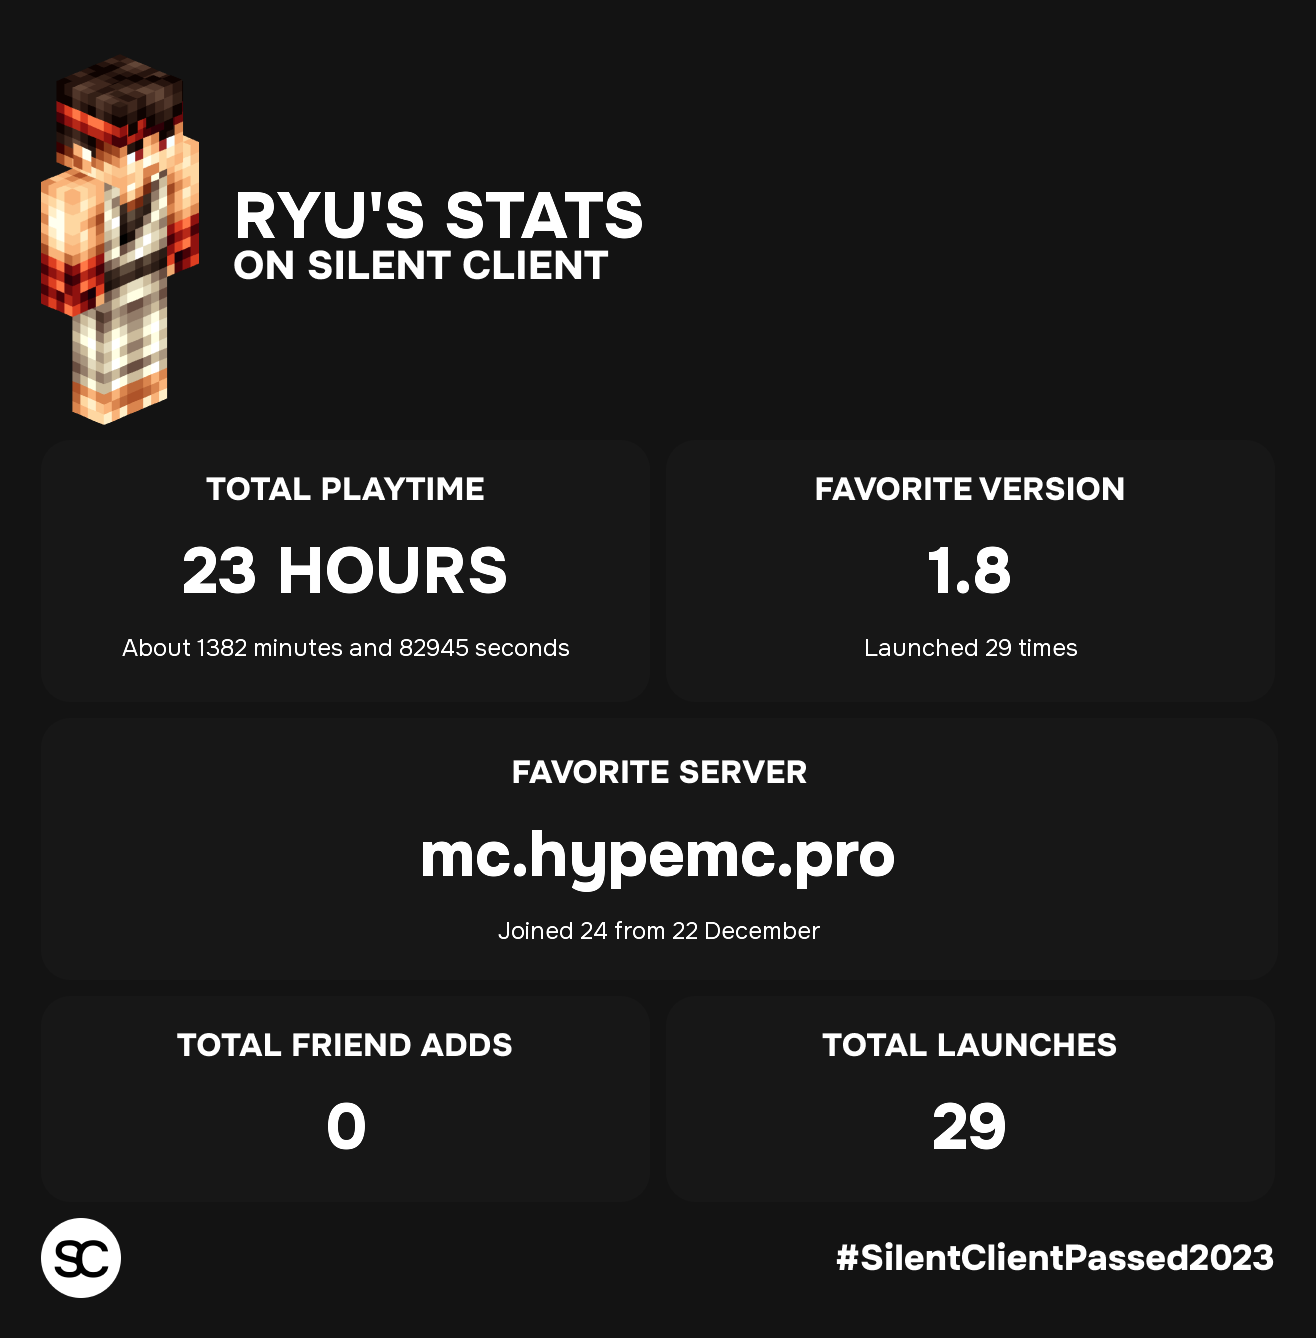 RYU'S STATS
ON SILENT CLIENT
TOTAL PLAYTIME
23 HOURS
About 1382 minutes and 82945 seconds
FAVORITE VERSION
1.8
Launched 29 times
FAVORITE SERVER
mc.hypemc.pro
Joined 24 from 22 December
TOTAL FRIEND ADDS
0
TOTAL LAUNCHES
29
SC
#SilentClientPassed2023